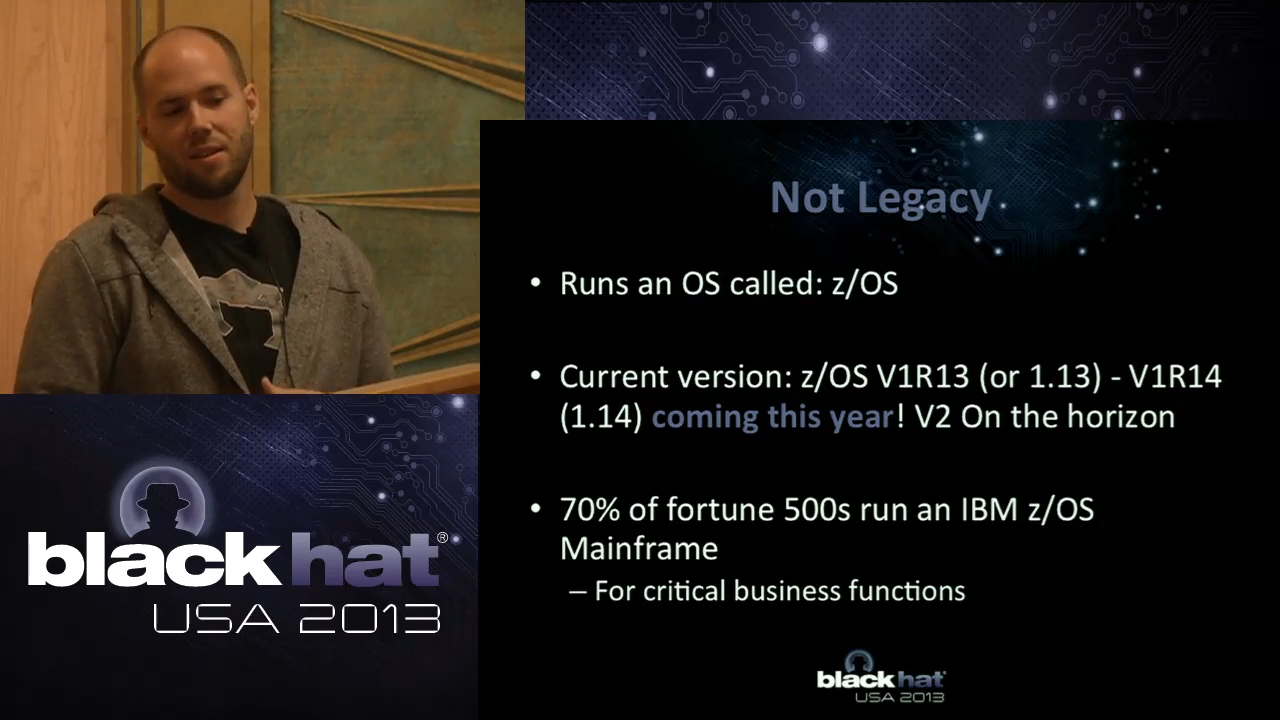 Not Legacy
• Runs an OS called: z/OS
• Current version: z/OS V1R13 (or 1.13) - V1R14
(1.14) coming this year! V2 On the horizon
• 70% of fortune 500s run an IBM z/OS
Mainframe
– For critical business functions
black hat®
USA 2013
black hat
USA 2013